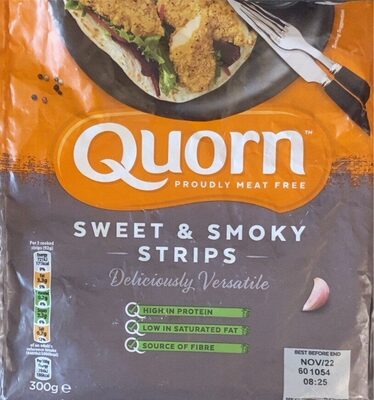 Quorn™
PROUDLY MEAT FREE
SWEET & SMOKY
STRIPS
Deliciously Versatile
HIGH IN PROTEIN
LOW IN SATURATED FAT
SOURCE OF FIBRE
BEST BEFORE END
NOV/22
60 1054
08:25
300g e